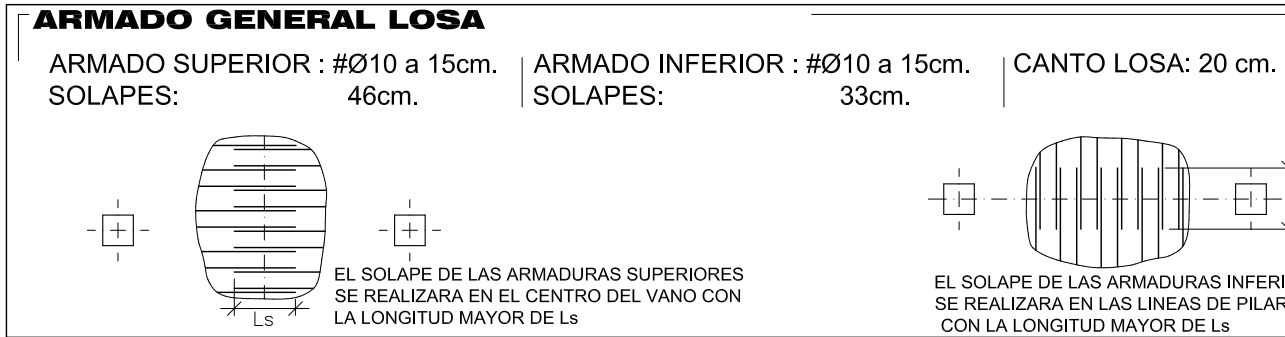 ARMADO GENERAL LOSA
ARMADO SUPERIOR : #Ø10 a 15cm.
SOLAPES: 46cm.
ARMADO INFERIOR : #Ø10 a 15cm.
SOLAPES: 33cm.
CANTO LOSA: 20 cm.
Ls
EL SOLAPE DE LAS ARMADURAS SUPERIORES
SE REALIZARA EN EL CENTRO DEL VANO CON
LA LONGITUD MAYOR DE Ls
EL SOLAPE DE LAS ARMADURAS INFERI
SE REALIZARA EN LAS LINEAS DE PILAR
CON LA LONGITUD MAYOR DE Ls